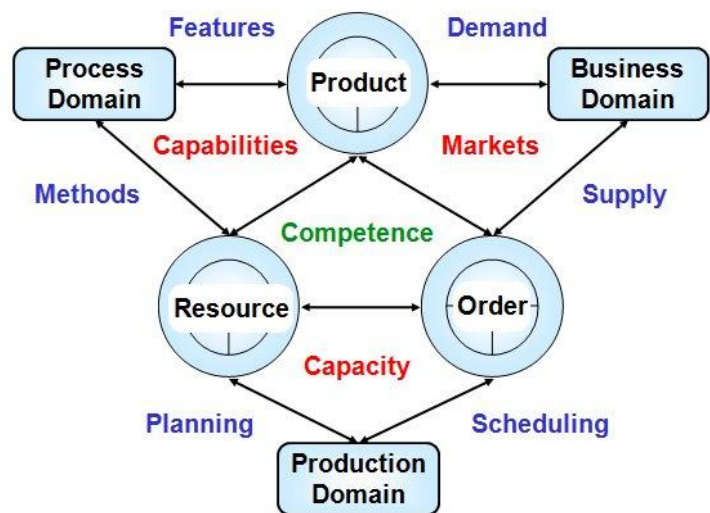 Features
Demand
Process
Domain
Product
Business
Domain
Capabilities
Markets
Methods
Supply
Competence
Resource
Order
Capacity
Planning
Scheduling
Production
Domain